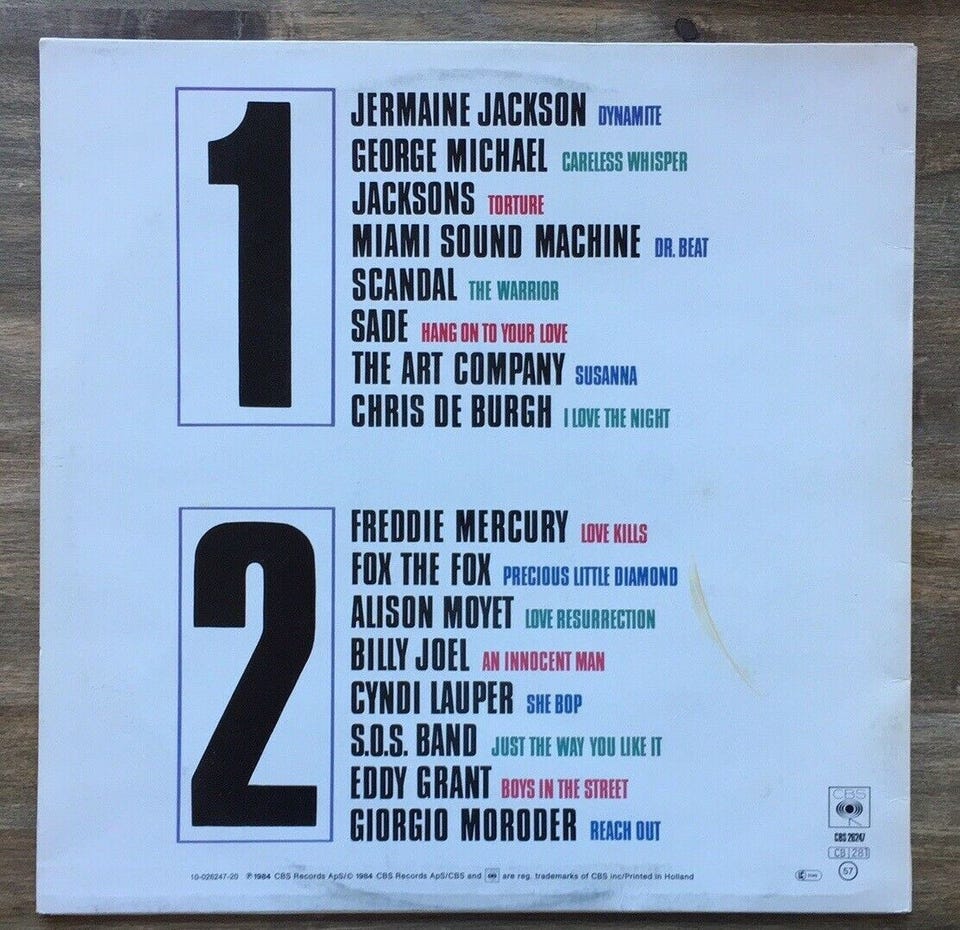 1
JERMAINE JACKSON DYNAMITE
GEORGE MICHAEL CARELESS WHISPER
JACKSONS TORTURE
MIAMI SOUND MACHINE DR. BEAT
SCANDAL THE WARRIOR
SADE HANG ON TO YOUR LOVE
THE ART COMPANY SUSANNA
CHRIS DE BURGH I LOVE THE NIGHT
2
FREDDIE MERCURY LOVE KILLS
FOX THE FOX PRECIOUS LITTLE DIAMOND
ALISON MOYET LOVE RESURRECTION
BILLY JOEL AN INNOCENT MAN
CYNDI LAUPER SHE BOP
S.O.S. BAND JUST THE WAY YOU LIKE IT
EDDY GRANT BOYS IN THE STREET
GIORGIO MORODER REACH OUT
CBS
CBS 26247
CB 281
57
10-026247-20 ℗ 1984 CBS Records ApS/© 1984 CBS Records ApS/CBS and are reg. trademarks of CBS inc/Printed in Holland